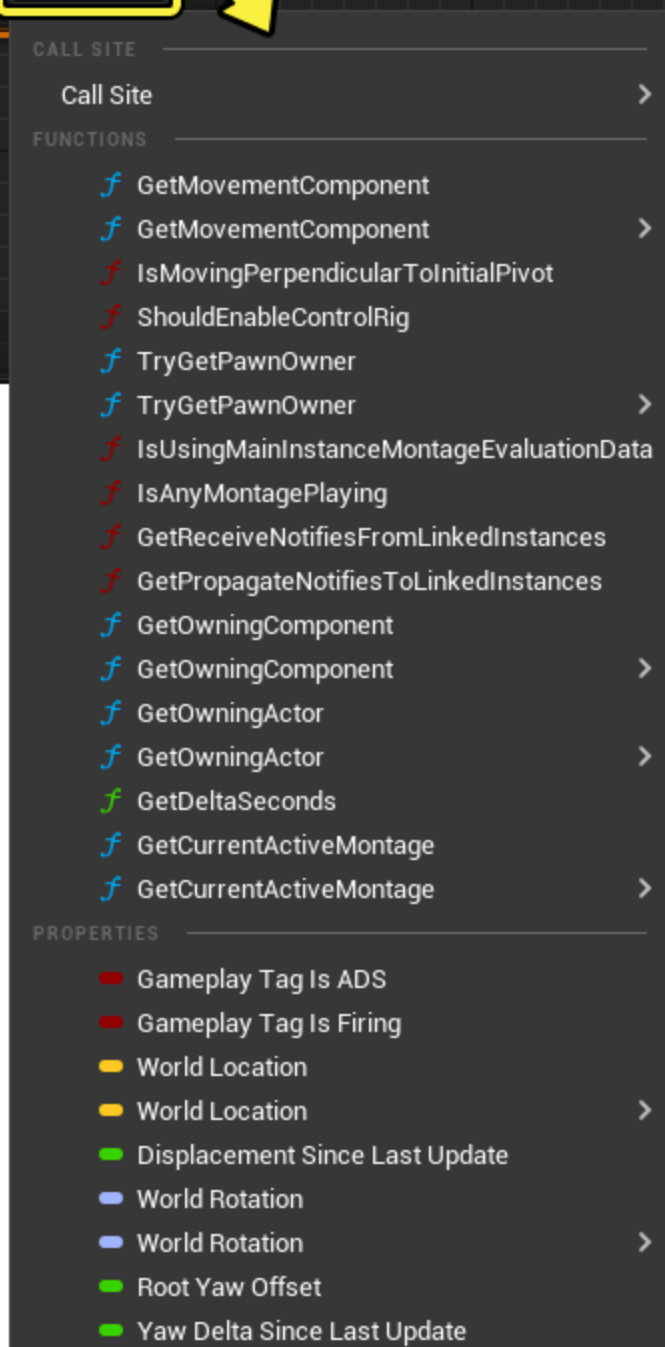 CALL SITE
Call Site
FUNCTIONS
GetMovementComponent
GetMovementComponent
IsMovingPerpendicularToInitialPivot
ShouldEnableControlRig
TryGetPawnOwner
TryGetPawnOwner
IsUsingMainInstanceMontageEvaluationData
IsAnyMontagePlaying
GetReceiveNotifiesFromLinkedInstances
GetPropagateNotifiesToLinkedInstances
GetOwningComponent
GetOwningComponent
GetOwningActor
GetOwningActor
GetDeltaSeconds
GetCurrentActiveMontage
GetCurrentActiveMontage
PROPERTIES
Gameplay Tag Is ADS
Gameplay Tag Is Firing
World Location
World Location
Displacement Since Last Update
World Rotation
World Rotation
Root Yaw Offset
Yaw Delta Since Last Update